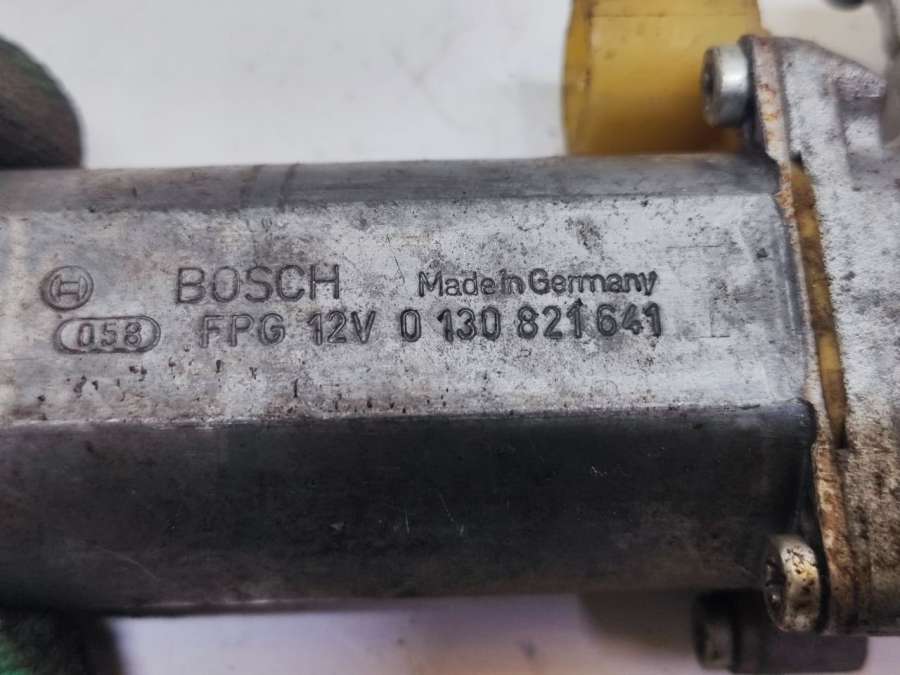 BOSCH Made in Germany
058 FPG 12V 0 130 821 641